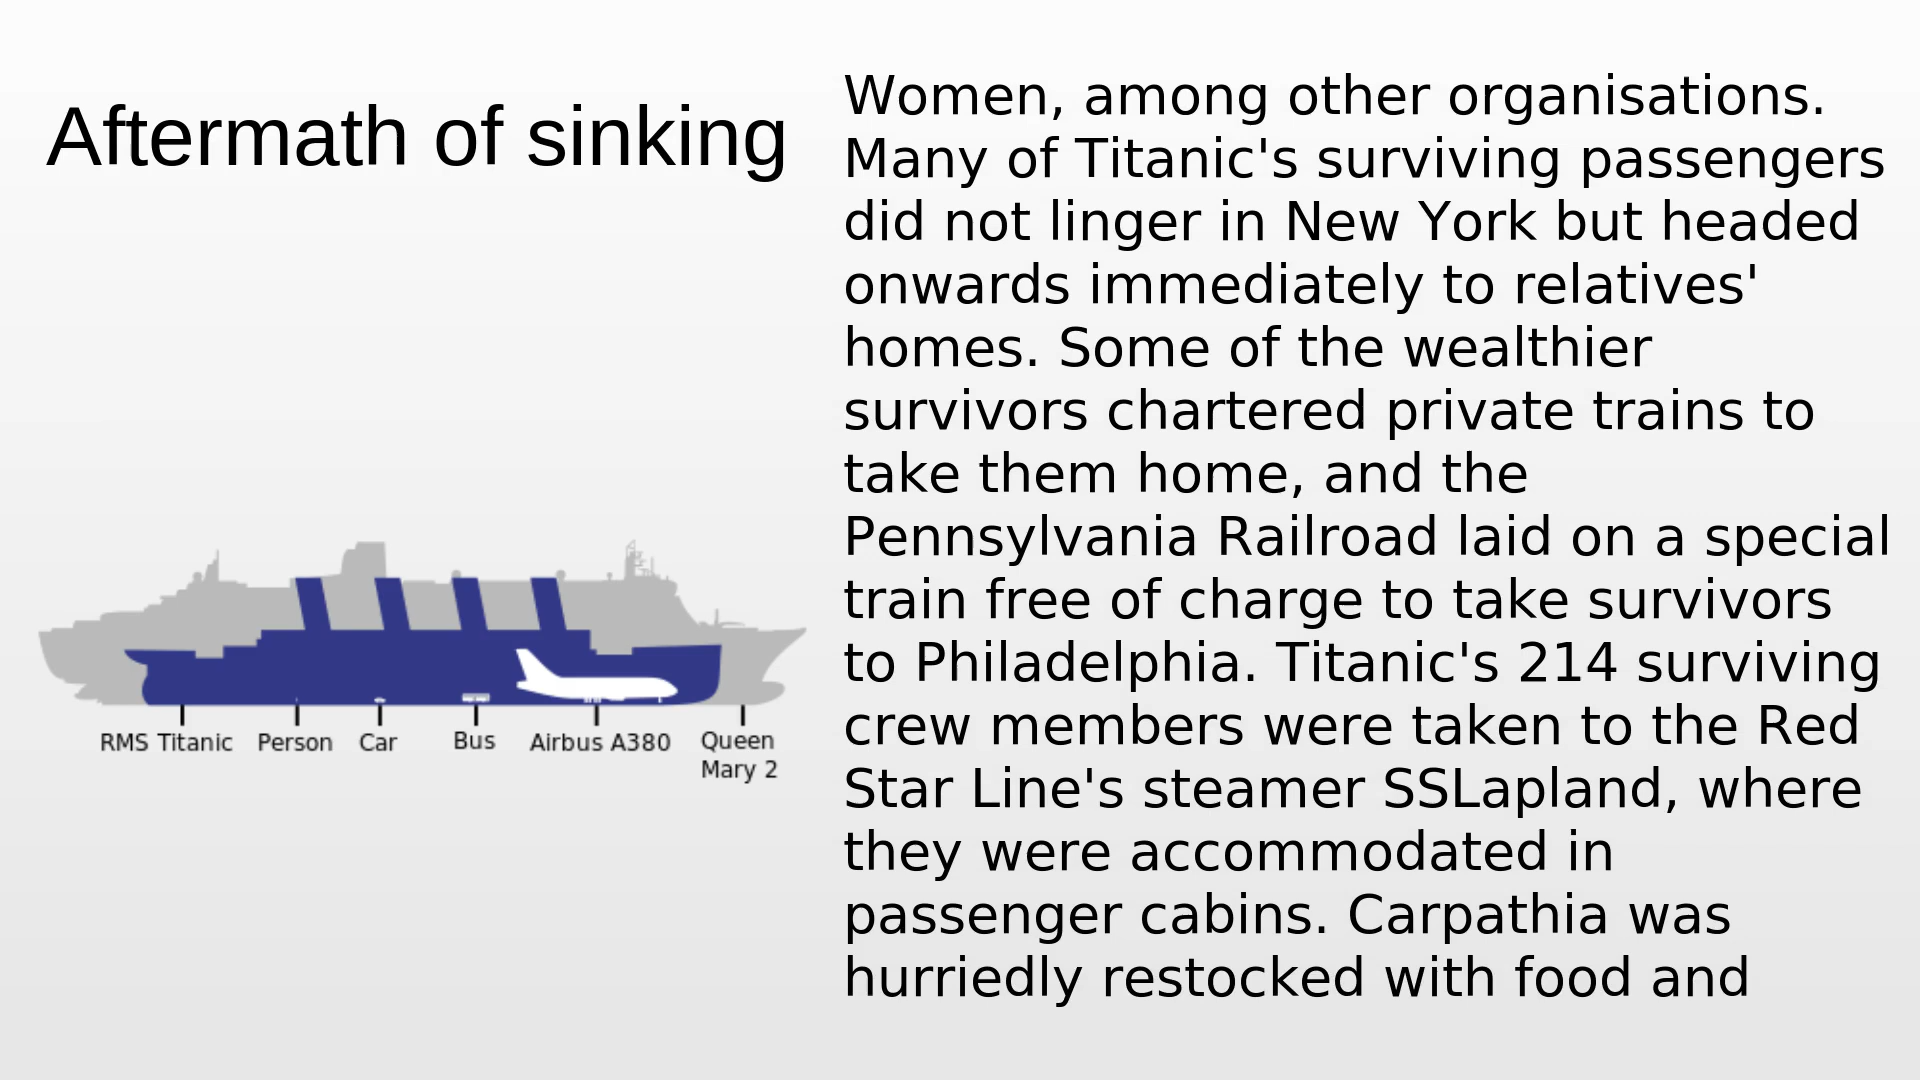 Aftermath of sinking
Women, among other organisations.
Many of Titanic's surviving passengers
did not linger in New York but headed
onwards immediately to relatives'
homes. Some of the wealthier
survivors chartered private trains to
take them home, and the
Pennsylvania Railroad laid on a special
train free of charge to take survivors
to Philadelphia. Titanic's 214 surviving
crew members were taken to the Red
Star Line's steamer SSLapland, where
they were accommodated in
passenger cabins. Carpathia was
hurriedly restocked with food and
RMS Titanic Person Car Bus Airbus A380 Queen
Mary 2